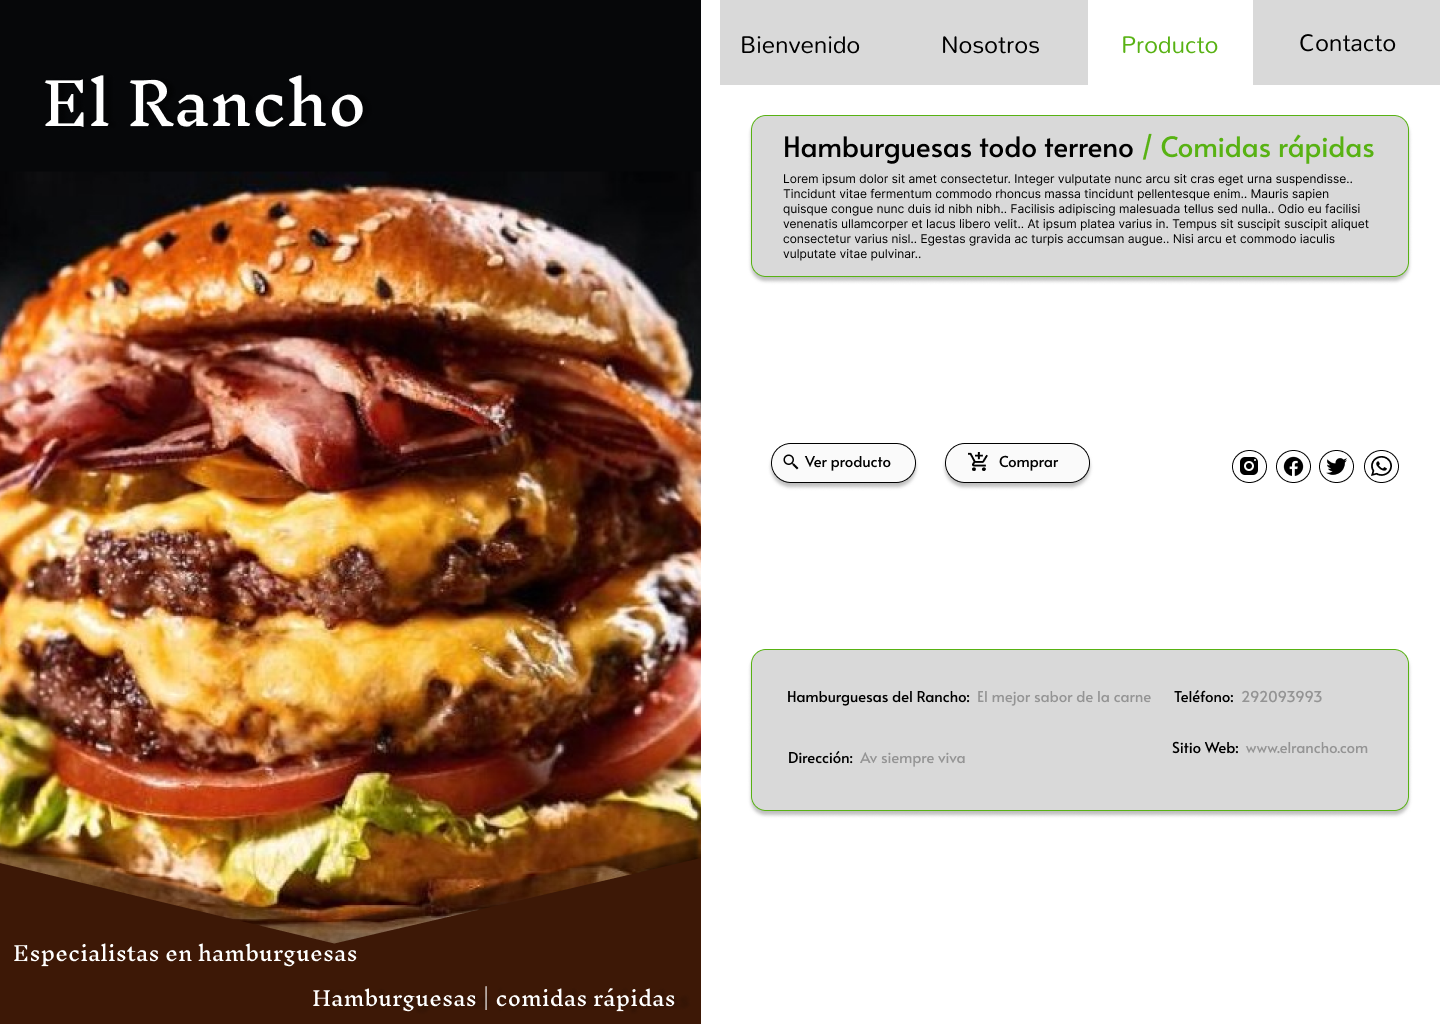 El Rancho
Especialistas en hamburguesas
Hamburguesas | comidas rápidas
Bienvenido
Nosotros
Producto
Contacto
Hamburguesas todo terreno / Comidas rápidas
Lorem ipsum dolor sit amet consectetur. Integer vulputate nunc arcu sit cras eget urna suspendisse..
Tincidunt vitae fermentum commodo rhoncus massa tincidunt pellentesque enim.. Mauris sapien
quisque congue nunc duis id nibh nibh.. Facilisis adipiscing malesuada tellus sed nulla.. Odio eu facilisi
venenatis ullamcorper et lacus libero velit.. At ipsum platea varius in. Tempus sit suscipit suscipit aliquet
consectetur varius nisl.. Egestas gravida ac turpis accumsan augue.. Nisi arcu et commodo iaculis
vulputate vitae pulvinar..
Ver producto
Comprar
Hamburguesas del Rancho: El mejor sabor de la carne
Teléfono: 292093993
Dirección: Av siempre viva
Sitio Web: www.elrancho.com